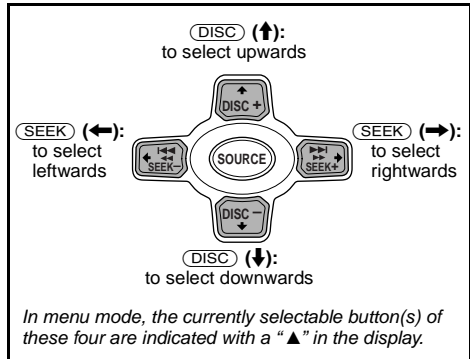 DISC (↑):
to select upwards
DISC +
SEEK (←):
to select
leftwards
SEEK–
SOURCE
SEEK+
SEEK (→):
to select
rightwards
DISC –
DISC (↓):
to select downwards
In menu mode, the currently selectable button(s) of
these four are indicated with a “▲” in the display.